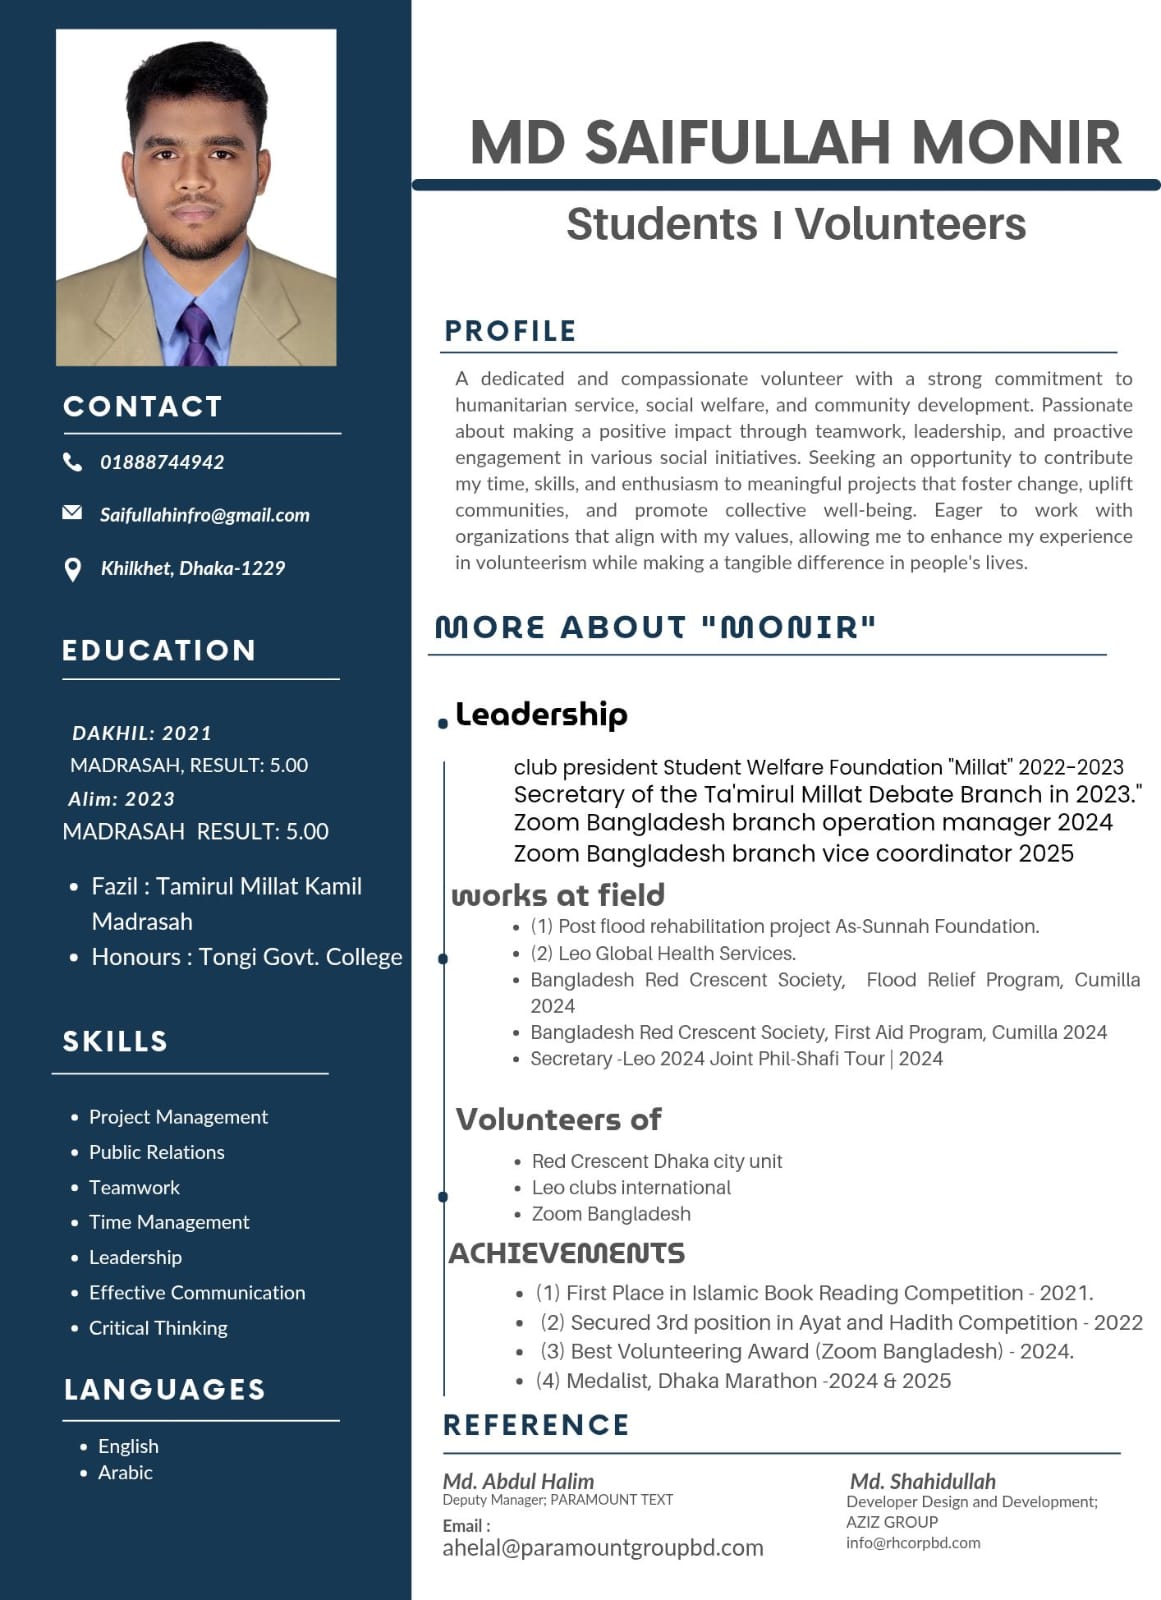 MD SAIFULLAH MONIR
Students I Volunteers
CONTACT
01888744942
Saifullahinfro@gmail.com
Khilkhet, Dhaka-1229
EDUCATION
DAKHIL: 2021
MADRASAH, RESULT: 5.00
Alim: 2023
MADRASAH RESULT: 5.00
• Fazil : Tamirul Millat Kamil
Madrasah
• Honours : Tongi Govt. College
SKILLS
• Project Management
• Public Relations
• Teamwork
• Time Management
• Leadership
• Effective Communication
• Critical Thinking
LANGUAGES
• English
• Arabic
PROFILE
A dedicated and compassionate volunteer with a strong commitment to
humanitarian service, social welfare, and community development. Passionate
about making a positive impact through teamwork, leadership, and proactive
engagement in various social initiatives. Seeking an opportunity to contribute
my time, skills, and enthusiasm to meaningful projects that foster change, uplift
communities, and promote collective well-being. Eager to work with
organizations that align with my values, allowing me to enhance my experience
in volunteerism while making a tangible difference in people's lives.
MORE ABOUT "MONIR"
Leadership
club president Student Welfare Foundation "Millat" 2022-2023
Secretary of the Ta'mirul Millat Debate Branch in 2023."
Zoom Bangladesh branch operation manager 2024
Zoom Bangladesh branch vice coordinator 2025
works at field
• (1) Post flood rehabilitation project As-Sunnah Foundation.
• (2) Leo Global Health Services.
• Bangladesh Red Crescent Society, Flood Relief Program, Cumilla
2024
• Bangladesh Red Crescent Society, First Aid Program, Cumilla 2024
• Secretary -Leo 2024 Joint Phil-Shafi Tour | 2024
Volunteers of
• Red Crescent Dhaka city unit
• Leo clubs international
• Zoom Bangladesh
ACHIEVEMENTS
• (1) First Place in Islamic Book Reading Competition - 2021.
• (2) Secured 3rd position in Ayat and Hadith Competition - 2022
• (3) Best Volunteering Award (Zoom Bangladesh) - 2024.
• (4) Medalist, Dhaka Marathon -2024 & 2025
REFERENCE
Md. Abdul Halim
Deputy Manager; PARAMOUNT TEXT
Email :
ahelal@paramountgroupbd.com
Md. Shahidullah
Developer Design and Development;
AZIZ GROUP
info@rhcorpbd.com